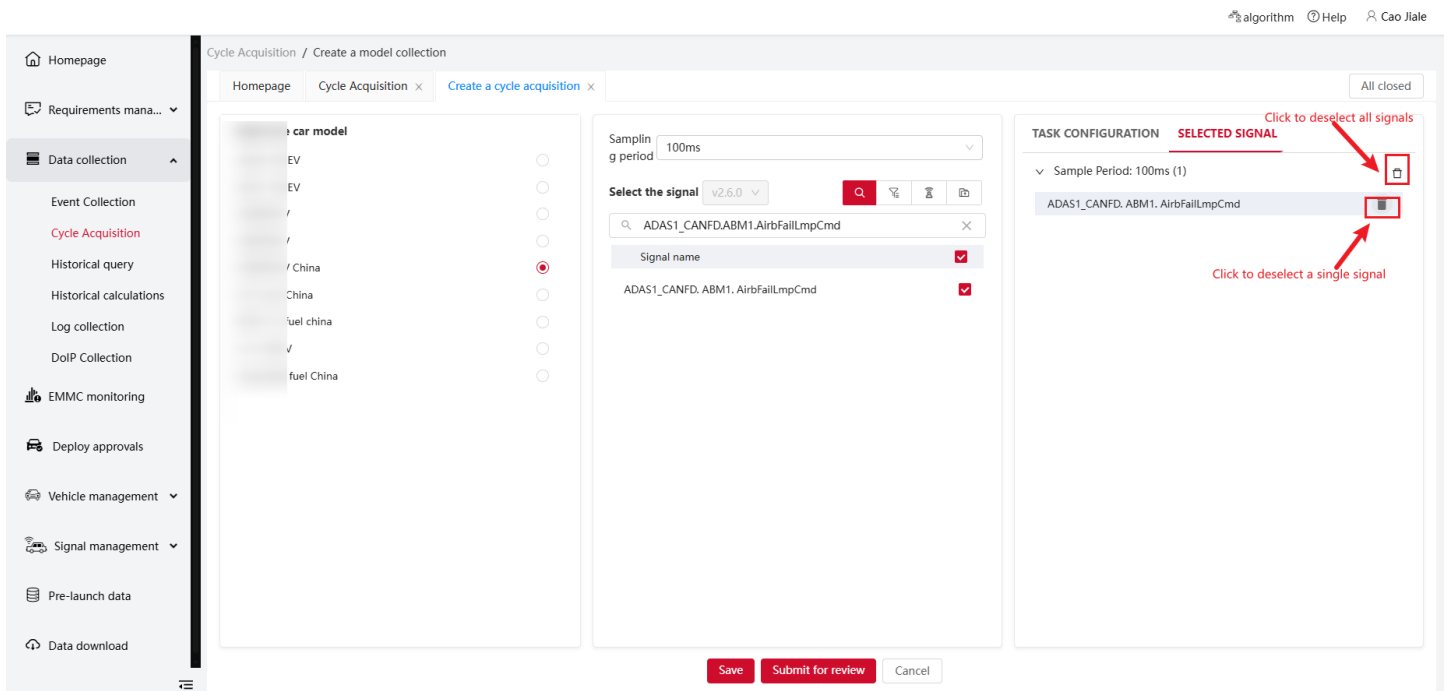 algorithm Help Cao Jiale
Homepage
Requirements mana...
Data collection
Event Collection
Cycle Acquisition
Historical query
Historical calculations
Log collection
DoIP Collection
EMMC monitoring
Deploy approvals
Vehicle management
Signal management
Pre-launch data
Data download
Cycle Acquisition / Create a model collection
Homepage Cycle Acquisition × Create a cycle acquisition ×
All closed
car model
EV
EV
China
China
fuel china
fuel China
Samplin
g period
100ms
Select the signal v2.6.0
ADAS1_CANFD.ABM1.AirbFailLmpCmd
Signal name
ADAS1_CANFD. ABM1. AirbFailLmpCmd
Click to deselect all signals
TASK CONFIGURATION SELECTED SIGNAL
Sample Period: 100ms (1)
ADAS1_CANFD. ABM1. AirbFailLmpCmd
Click to deselect a single signal
Save Submit for review Cancel